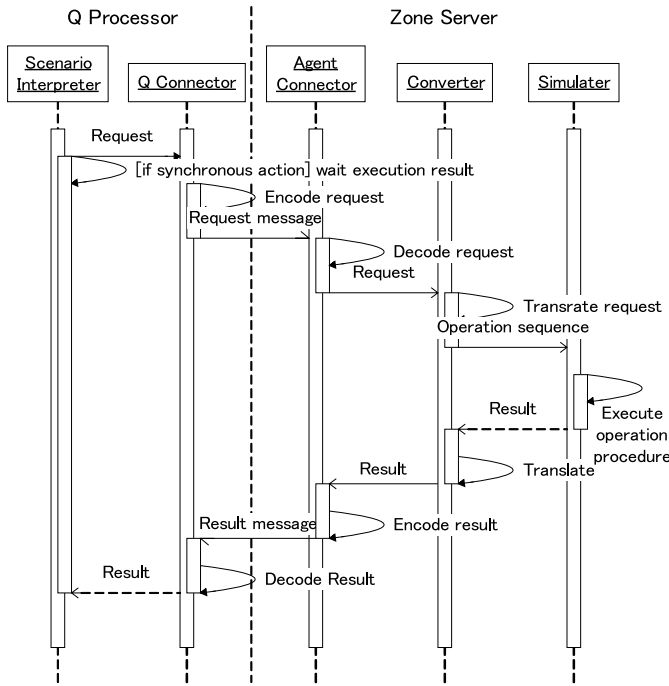 Q Processor
Zone Server
Scenario
Interpreter
Q Connector
Agent
Connector
Converter
Simulater
Request
[if synchronous action] wait execution result
Encode request
Request message
Decode request
Request
Transrate request
Operation sequence
Result
Execute
operation
procedure
Result
Translate
Result message
Encode result
Result
Decode Result